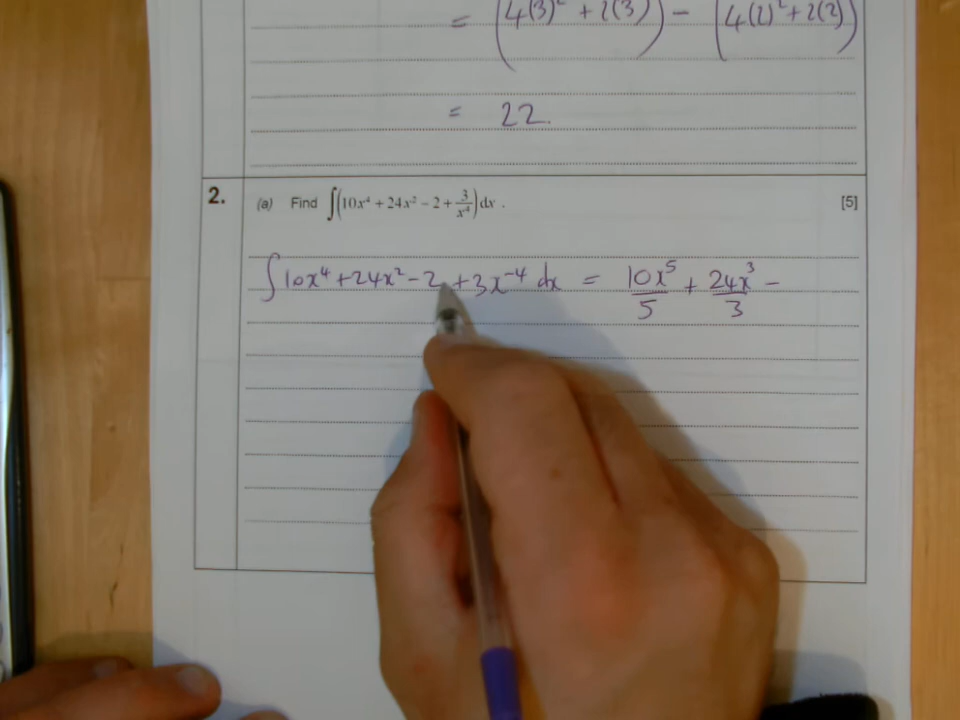 = (4(3)² + 2(3)) - (4(2)² + 2(2))
= 22.
2. (a) Find ∫(10x⁴ + 24x² - 2 + 3/x⁴)dx . [5]
∫10x⁴ + 24x² - 2 + 3x⁻⁴ dx = 10x⁵/5 + 24x³/3 -